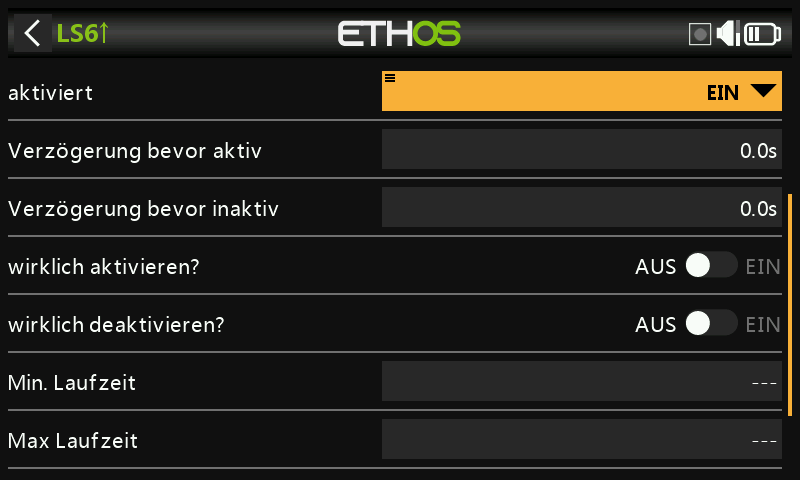 LS6↑
ETHOS
aktiviert EIN
Verzögerung bevor aktiv 0.0s
Verzögerung bevor inaktiv 0.0s
wirklich aktivieren? AUS EIN
wirklich deaktivieren? AUS EIN
Min. Laufzeit ---
Max Laufzeit ---